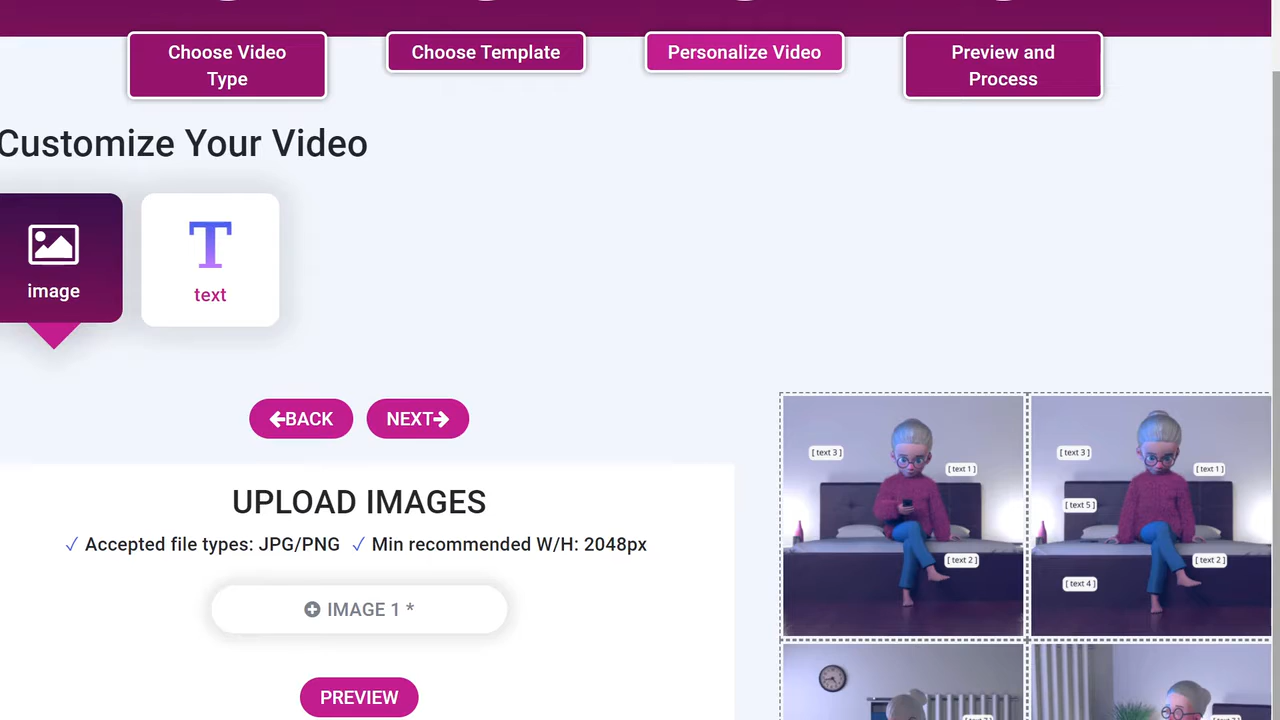 Choose Video
Type
Choose Template
Personalize Video
Preview and
Process
Customize Your Video
image
T
text
BACK
NEXT
UPLOAD IMAGES
✓ Accepted file types: JPG/PNG ✓ Min recommended W/H: 2048px
IMAGE 1 *
PREVIEW
[ text 3 ]
[ text 1 ]
[ text 2 ]
[ text 3 ]
[ text 1 ]
[ text 5 ]
[ text 2 ]
[ text 4 ]